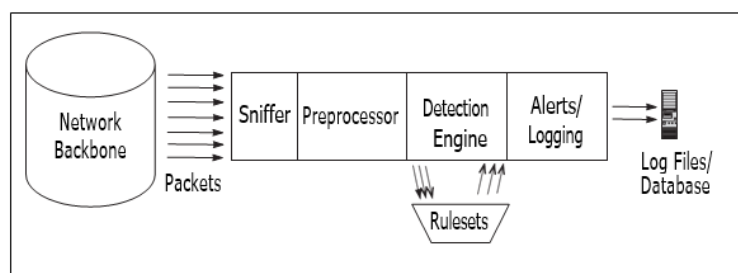 Network
Backbone
Packets
Sniffer
Preprocessor
Detection
Engine
Alerts/
Logging
Rulesets
Log Files/
Database